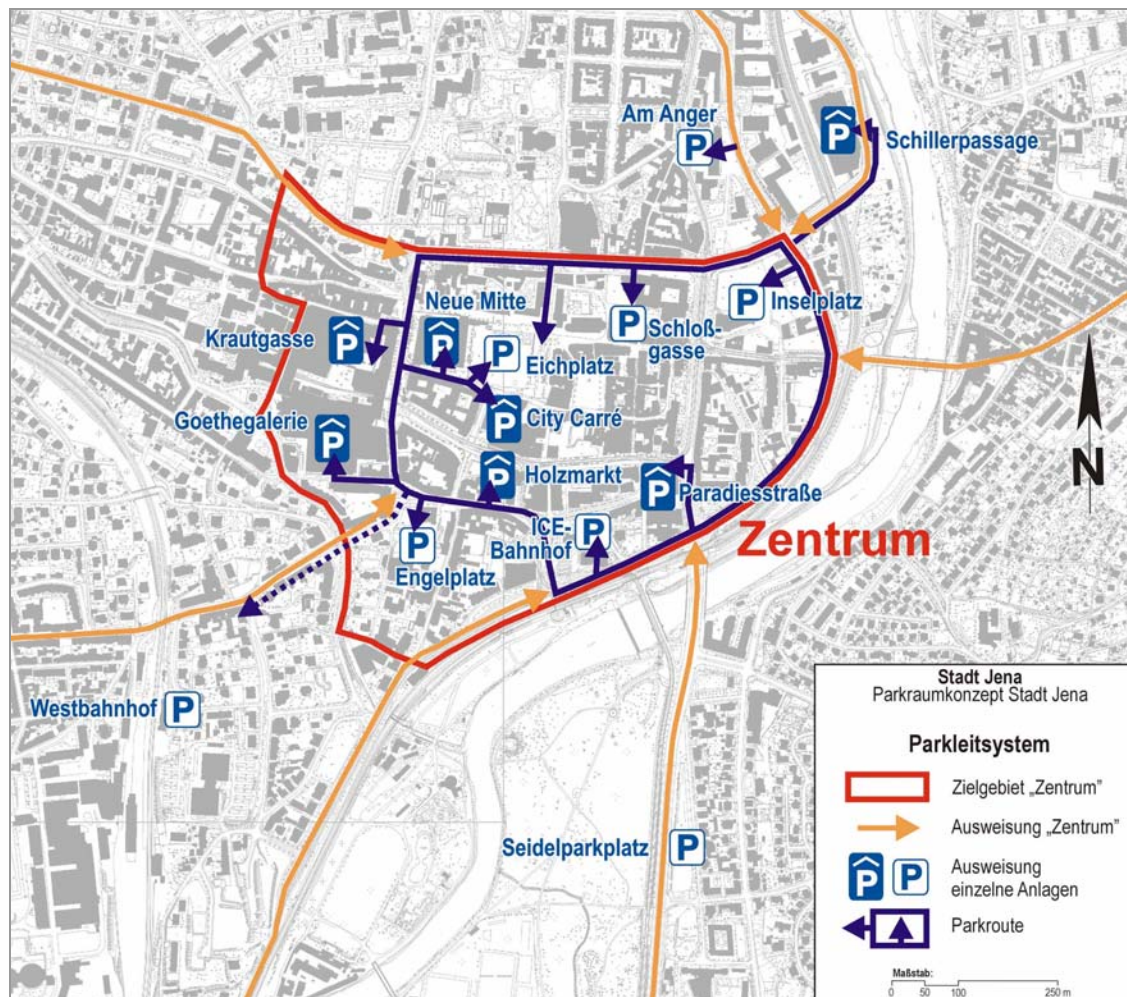 Am Anger
P
P
Schillerpassage
Neue Mitte
Krautgasse
P
P
P
Eichplatz
P
Schloß-
gasse
P
Inselplatz
Goethegalerie
P
P
City Carré
P
Holzmarkt
P
Paradiesstraße
ICE-
Bahnhof
P
P
Engelplatz
Zentrum
N
Westbahnhof
P
Seidelparkplatz
P
Stadt Jena
Parkraumkonzept Stadt Jena
Parkleitsystem
Zielgebiet „Zentrum”
Ausweisung „Zentrum”
P P
Ausweisung
einzelne Anlagen
Parkroute
Maßstab:
0 50 100 250 m